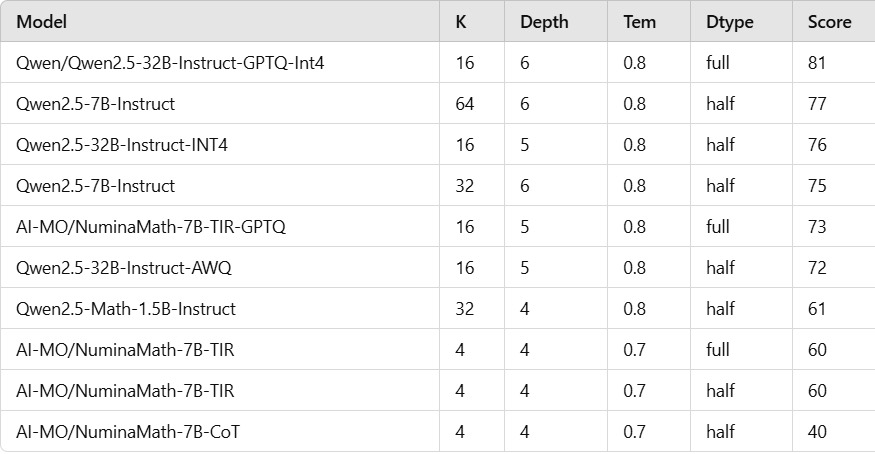 Model K Depth Tem Dtype Score
Qwen/Qwen2.5-32B-Instruct-GPTQ-Int4 16 6 0.8 full 81
Qwen2.5-7B-Instruct 64 6 0.8 half 77
Qwen2.5-32B-Instruct-INT4 16 5 0.8 half 76
Qwen2.5-7B-Instruct 32 6 0.8 half 75
AI-MO/NuminaMath-7B-TIR-GPTQ 16 5 0.8 full 73
Qwen2.5-32B-Instruct-AWQ 16 5 0.8 half 72
Qwen2.5-Math-1.5B-Instruct 32 4 0.8 half 61
AI-MO/NuminaMath-7B-TIR 4 4 0.7 full 60
AI-MO/NuminaMath-7B-TIR 4 4 0.7 half 60
AI-MO/NuminaMath-7B-CoT 4 4 0.7 half 40